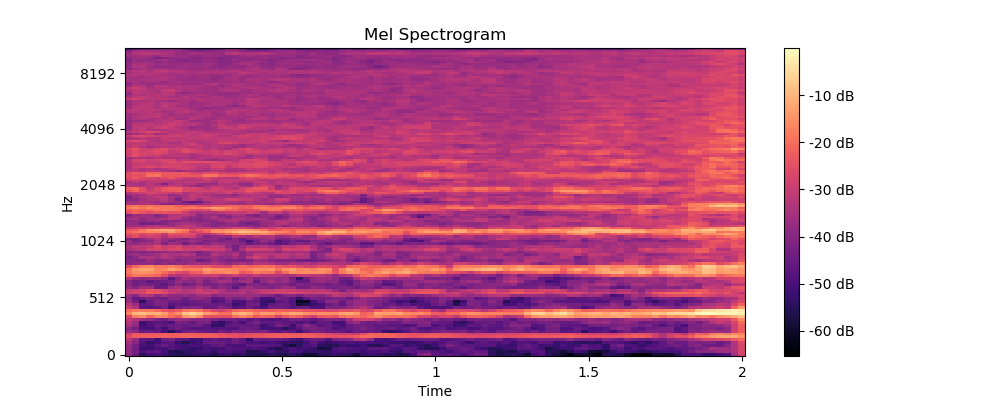 Mel Spectrogram
Hz
8192
4096
2048
1024
512
0
0 0.5 1 1.5 2
Time
-10 dB
-20 dB
-30 dB
-40 dB
-50 dB
-60 dB